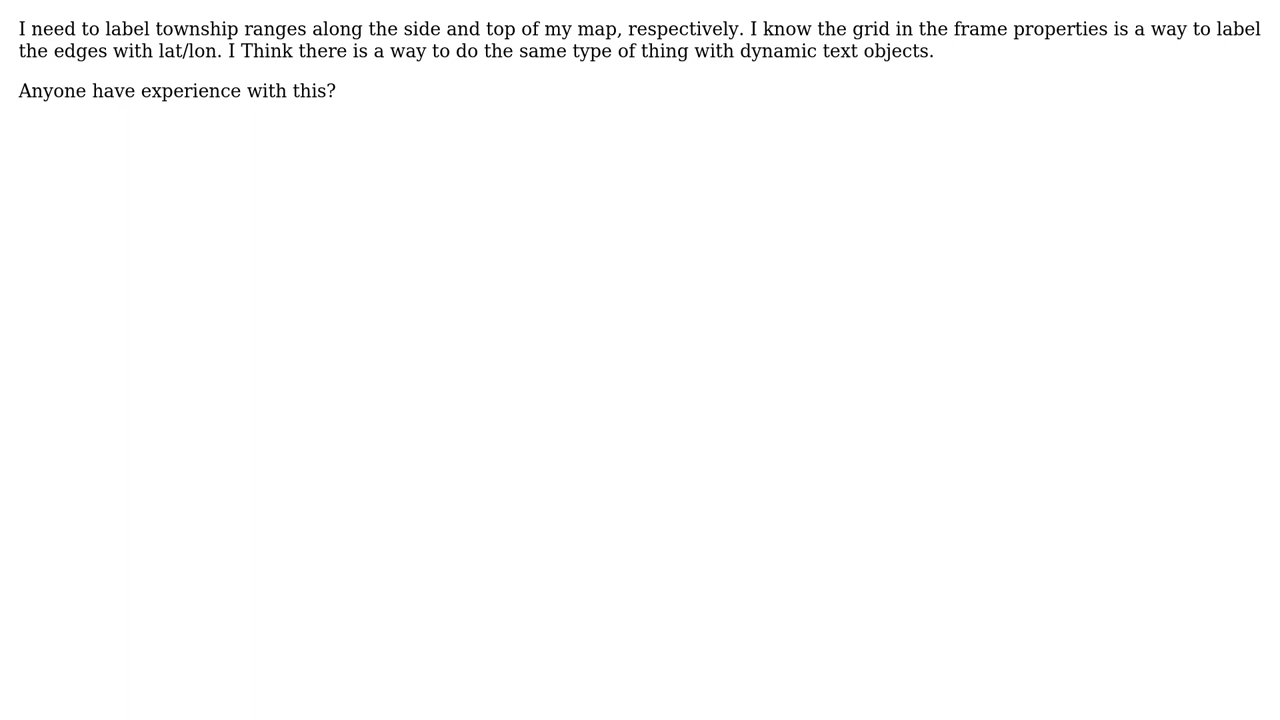 I need to label township ranges along the side and top of my map, respectively. I know the grid in the frame properties is a way to label
the edges with lat/lon. I Think there is a way to do the same type of thing with dynamic text objects.
Anyone have experience with this?